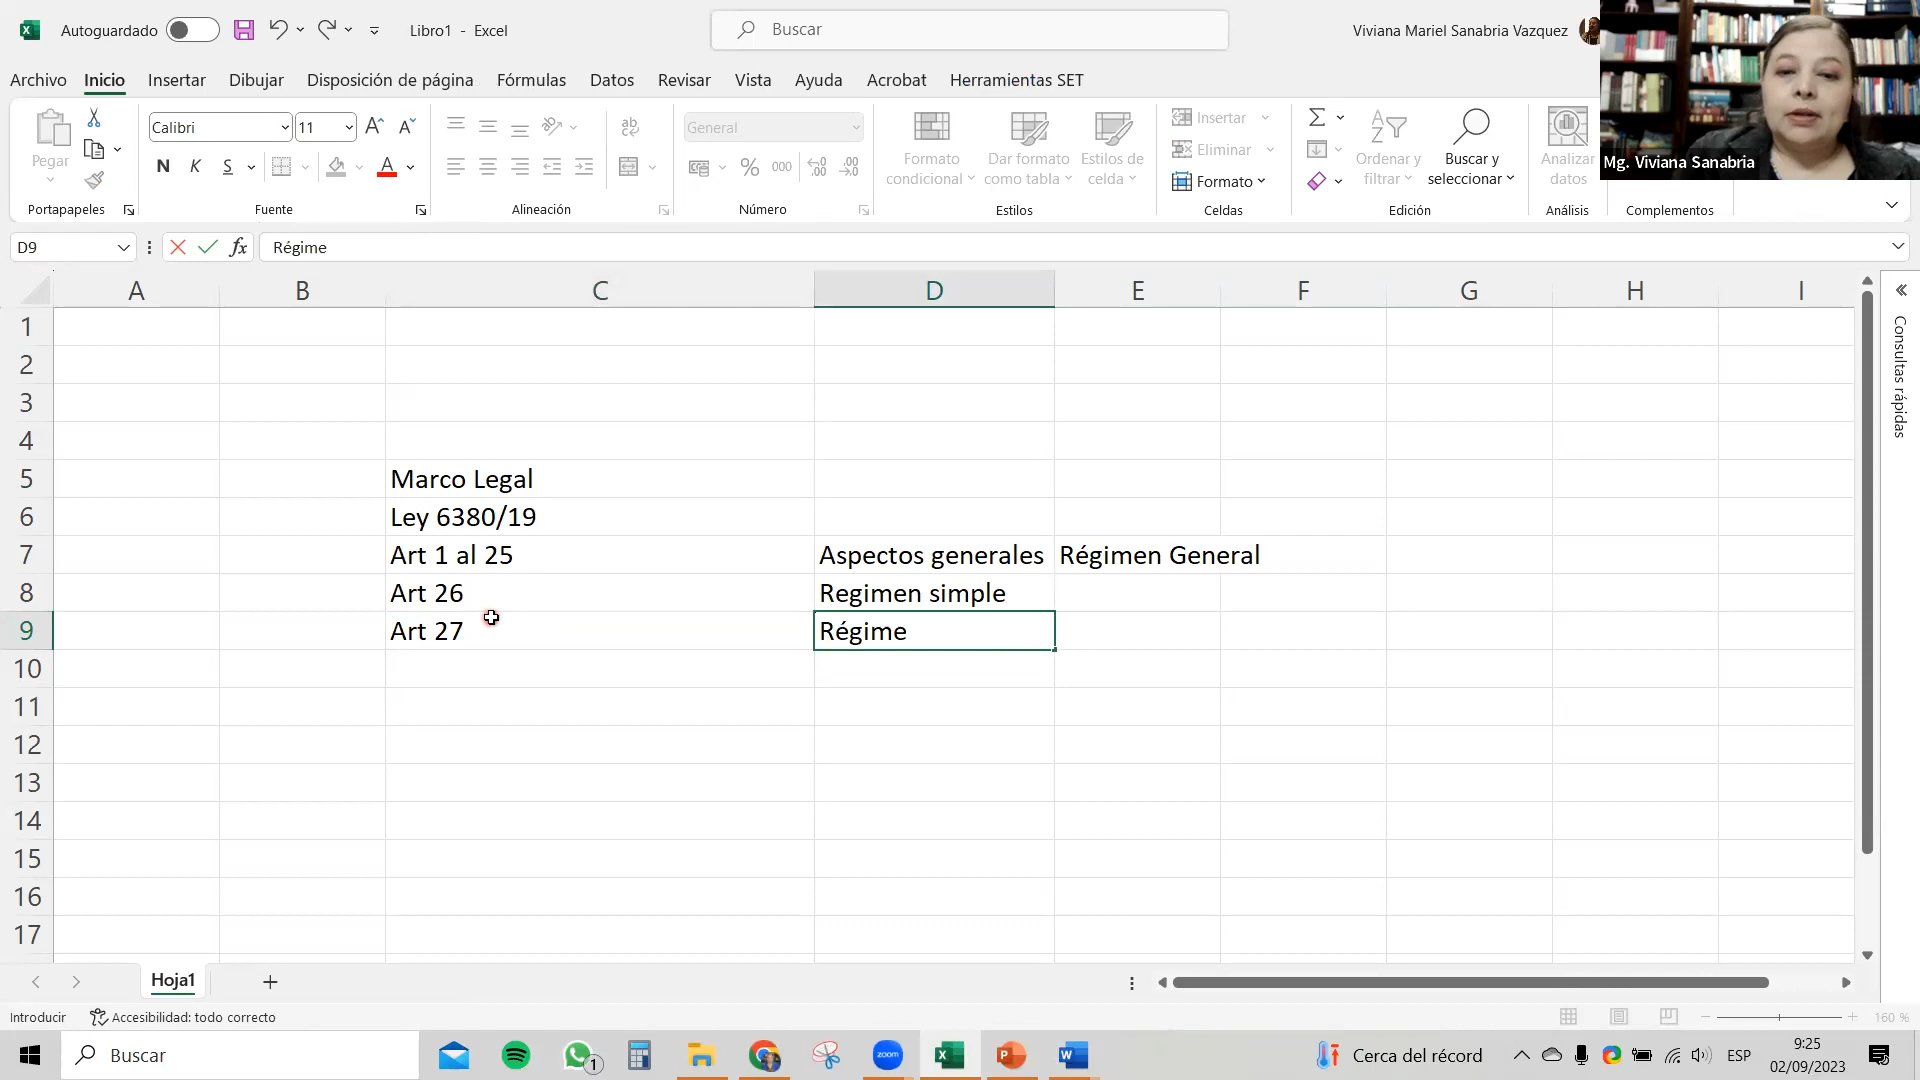 Autoguardado
Libro1 - Excel
Buscar
Viviana Mariel Sanabria Vazquez
Archivo Inicio Insertar Dibujar Disposición de página Fórmulas Datos Revisar Vista Ayuda Acrobat Herramientas SET
Pegar
Portapapeles
Calibri 11
N K S
Fuente
Alineación
General
% 000
Número
Formato condicional
Dar formato como tabla
Estilos de celda
Estilos
Insertar
Eliminar
Formato
Celdas
Ordenar y filtrar
Buscar y seleccionar
Edición
Analizar datos
Análisis
Complementos
Mg. Viviana Sanabria
D9 fx Régime
A B C D E F G H I
1
2
3
4
5 Marco Legal
6 Ley 6380/19
7 Art 1 al 25 Aspectos generales Régimen General
8 Art 26 Regimen simple
9 Art 27 Régime
10
11
12
13
14
15
16
17
Consultas rápidas
Hoja1
Introducir Accesibilidad: todo correcto 160 %
Buscar
1
zoom
Cerca del récord
ESP
9:25
02/09/2023